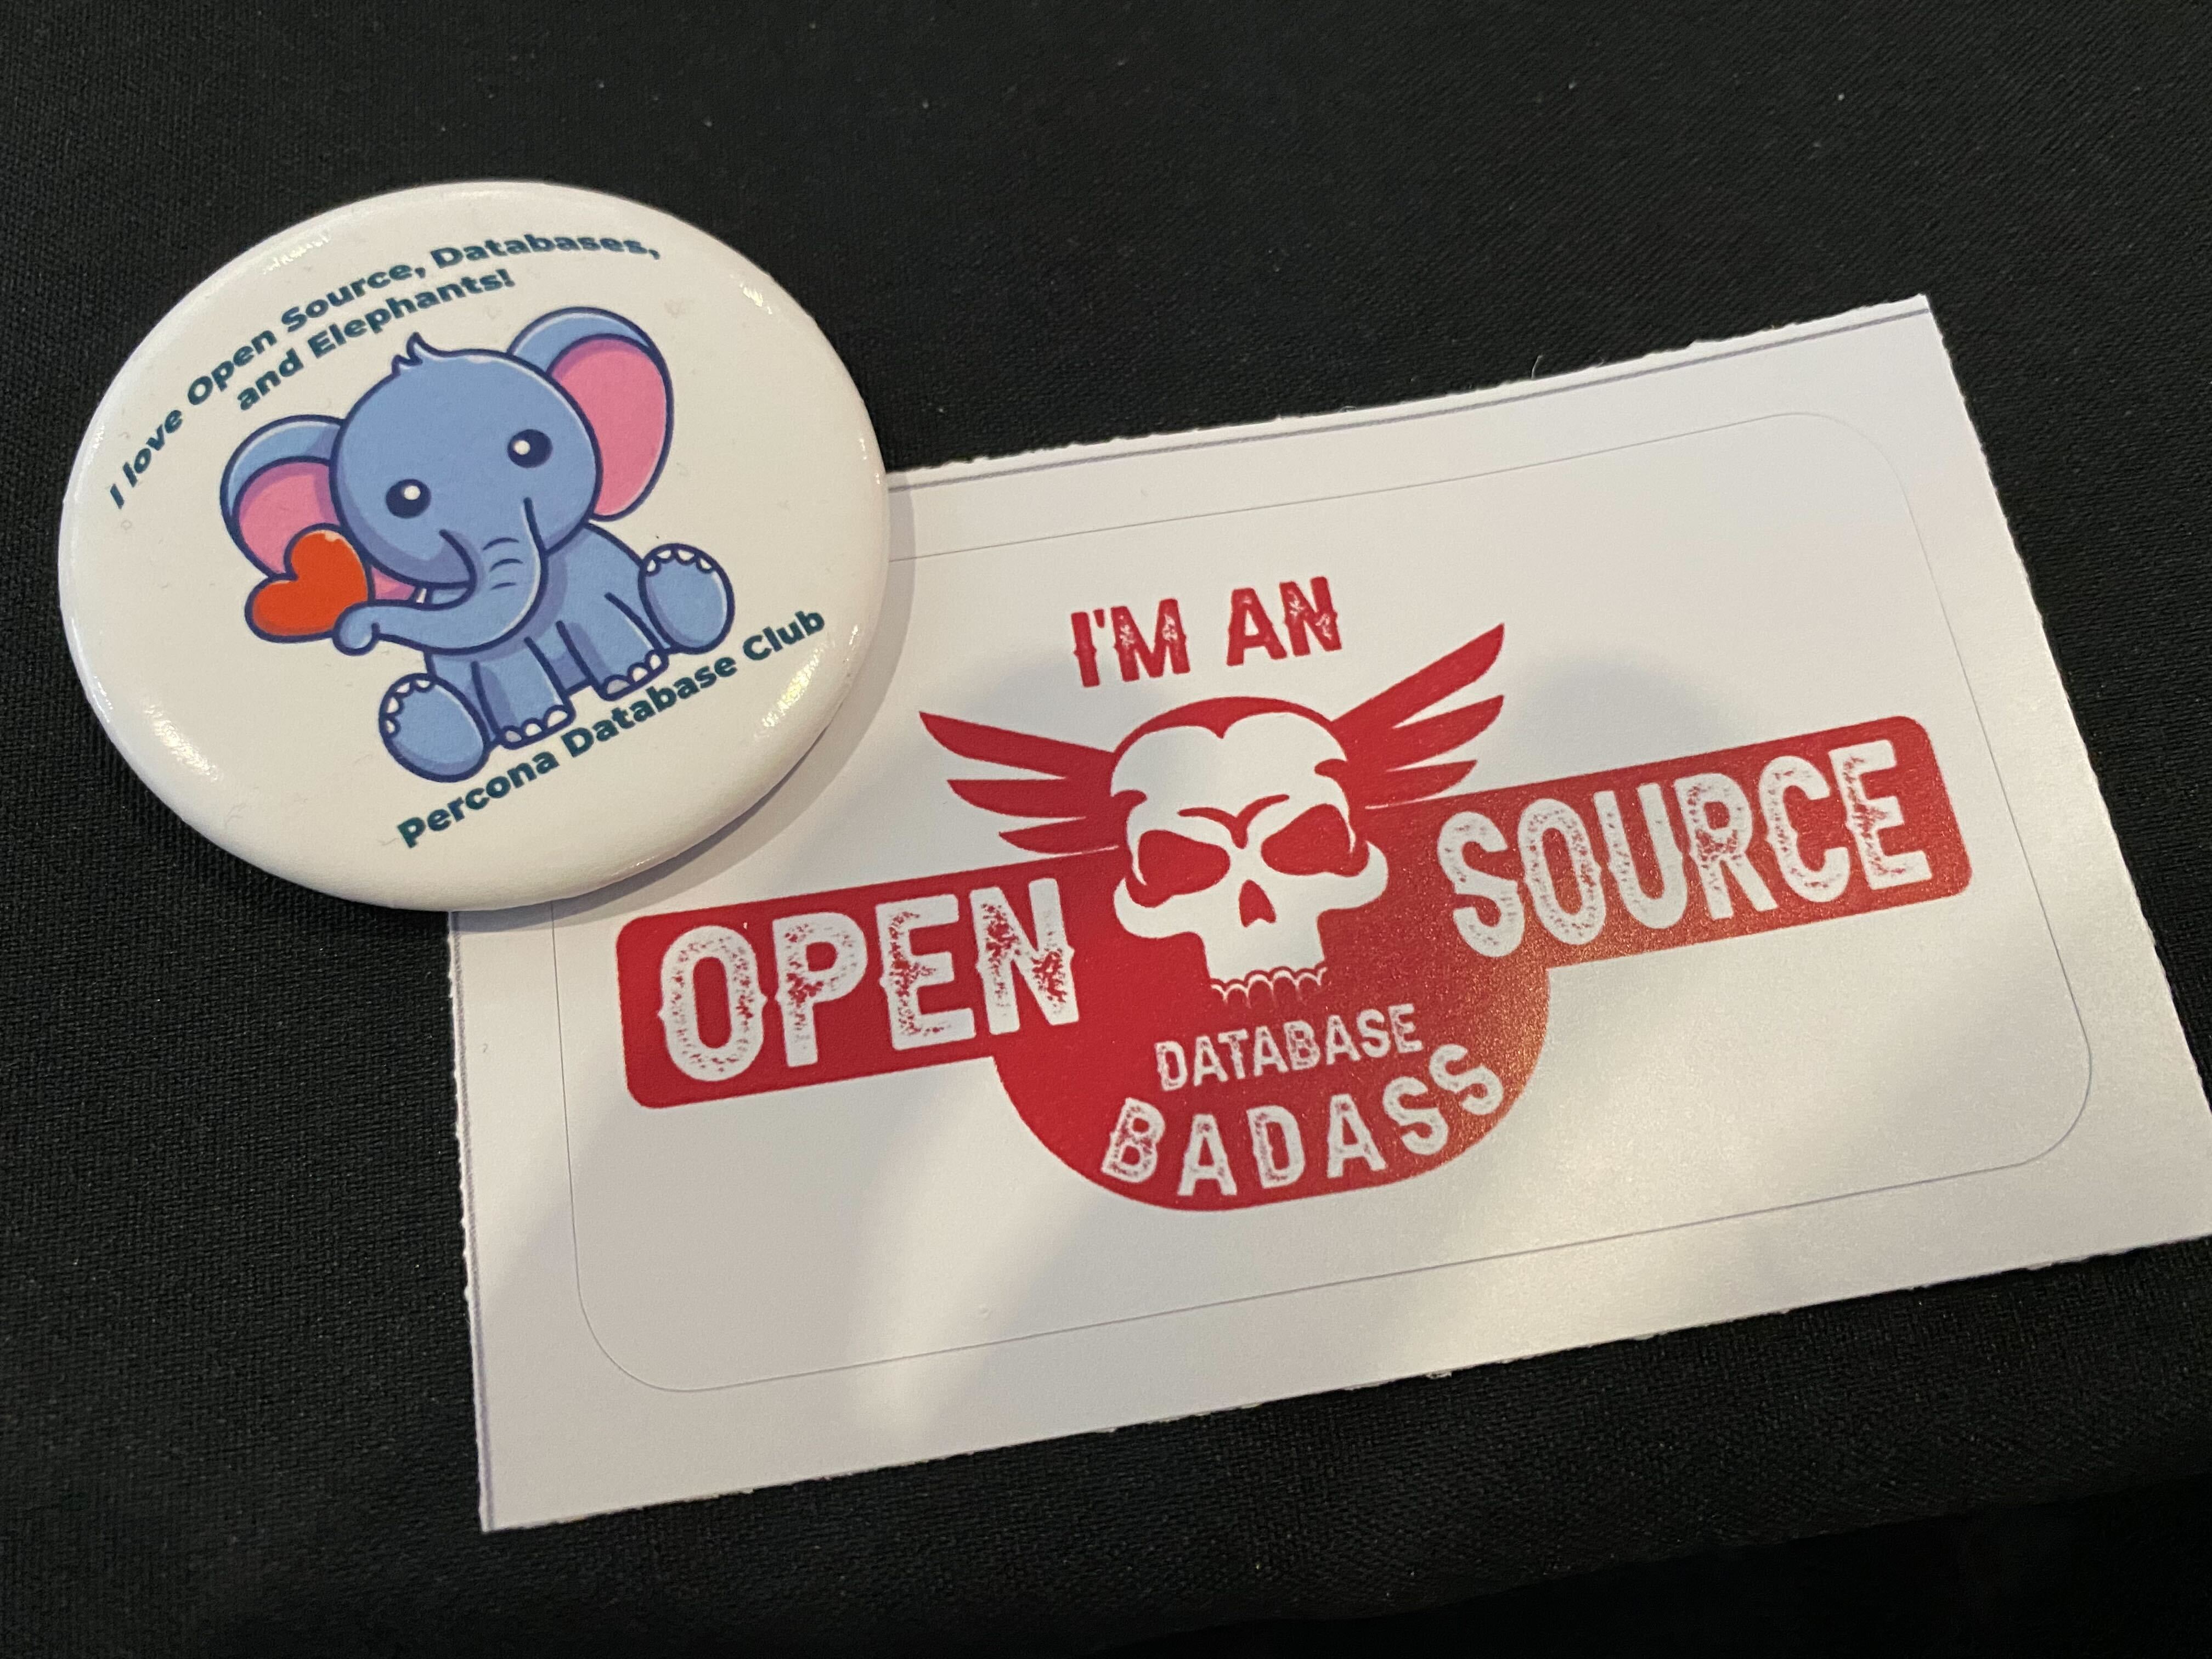 I love Open Source, Databases,
and Elephants!
Percona Database Club
I'M AN
OPEN SOURCE
DATABASE
BADASS